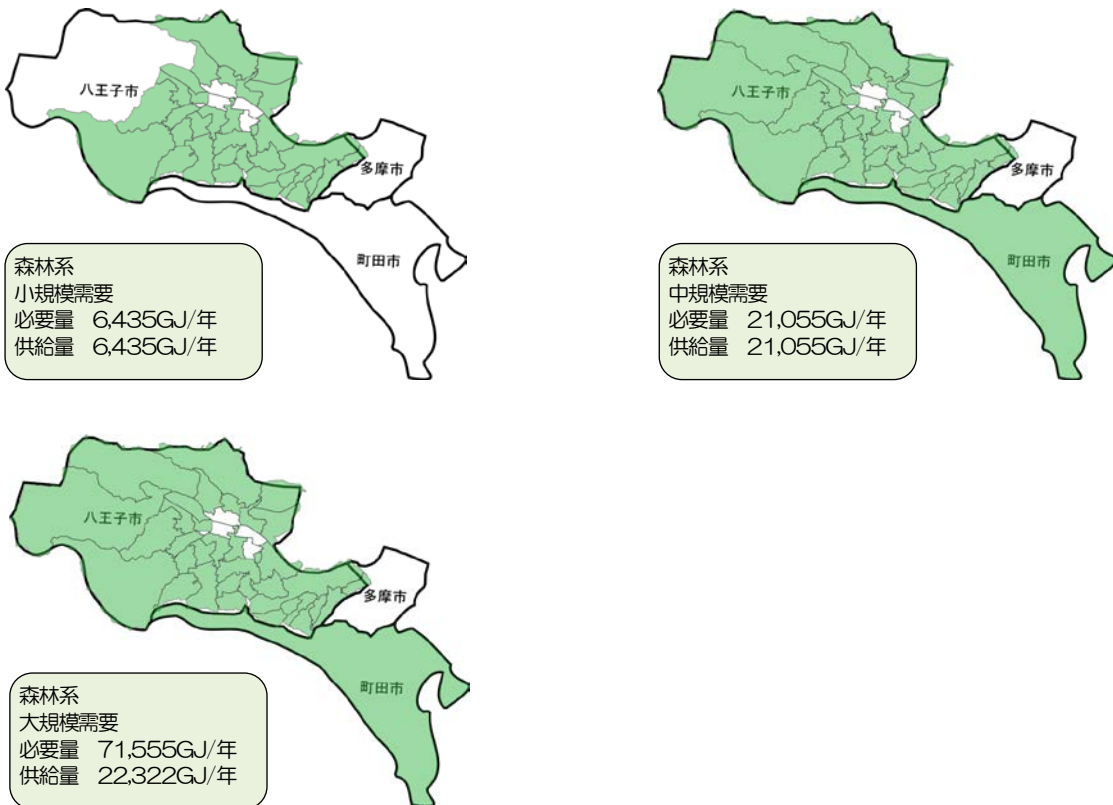 八王子市
多摩市
町田市
森林系
小規模需要
必要量 6,435GJ/年
供給量 6,435GJ/年
八王子市
多摩市
町田市
森林系
中規模需要
必要量 21,055GJ/年
供給量 21,055GJ/年
八王子市
多摩市
町田市
森林系
大規模需要
必要量 71,555GJ/年
供給量 22,322GJ/年